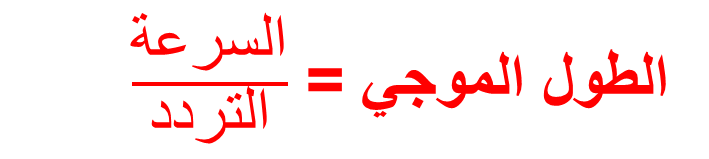 الطول الموجي = السرعة
التردد